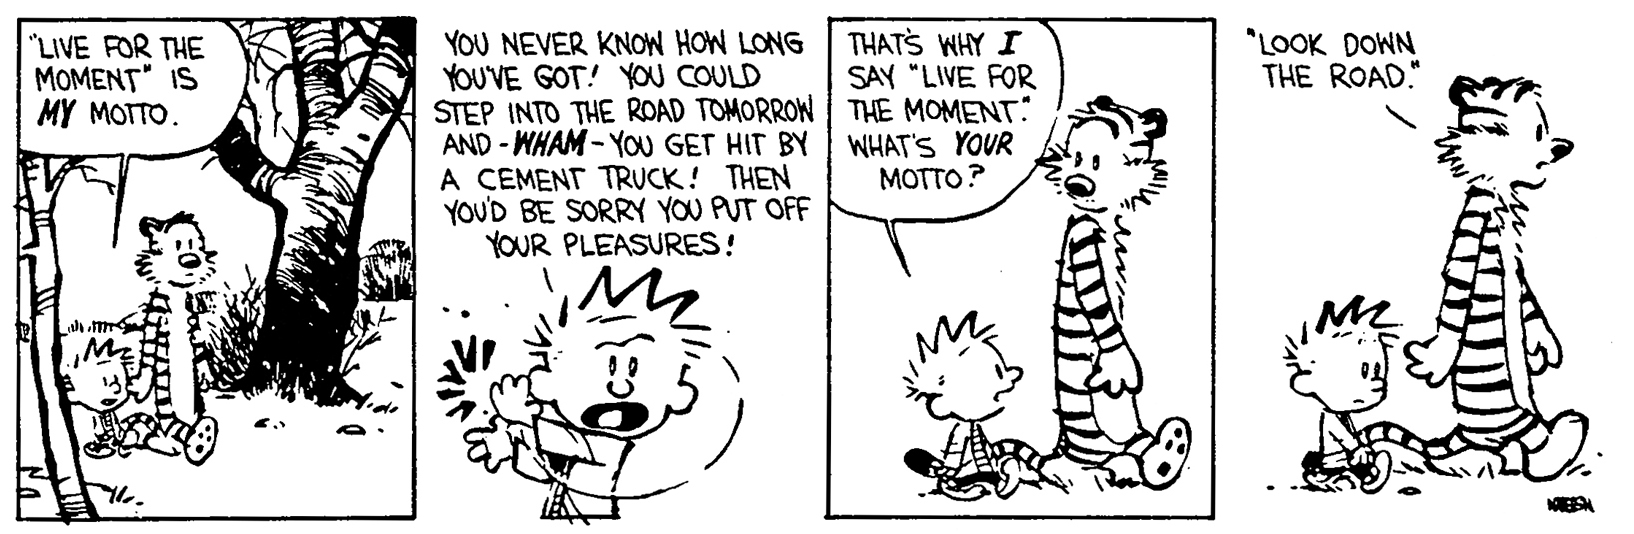 "LIVE FOR THE
MOMENT" IS
MY MOTTO.
YOU NEVER KNOW HOW LONG
YOU'VE GOT! YOU COULD
STEP INTO THE ROAD TOMORROW
AND -WHAM- YOU GET HIT BY
A CEMENT TRUCK! THEN
YOU'D BE SORRY YOU PUT OFF
YOUR PLEASURES!
THAT'S WHY I
SAY "LIVE FOR
THE MOMENT".
WHAT'S YOUR
MOTTO?
"LOOK DOWN
THE ROAD."